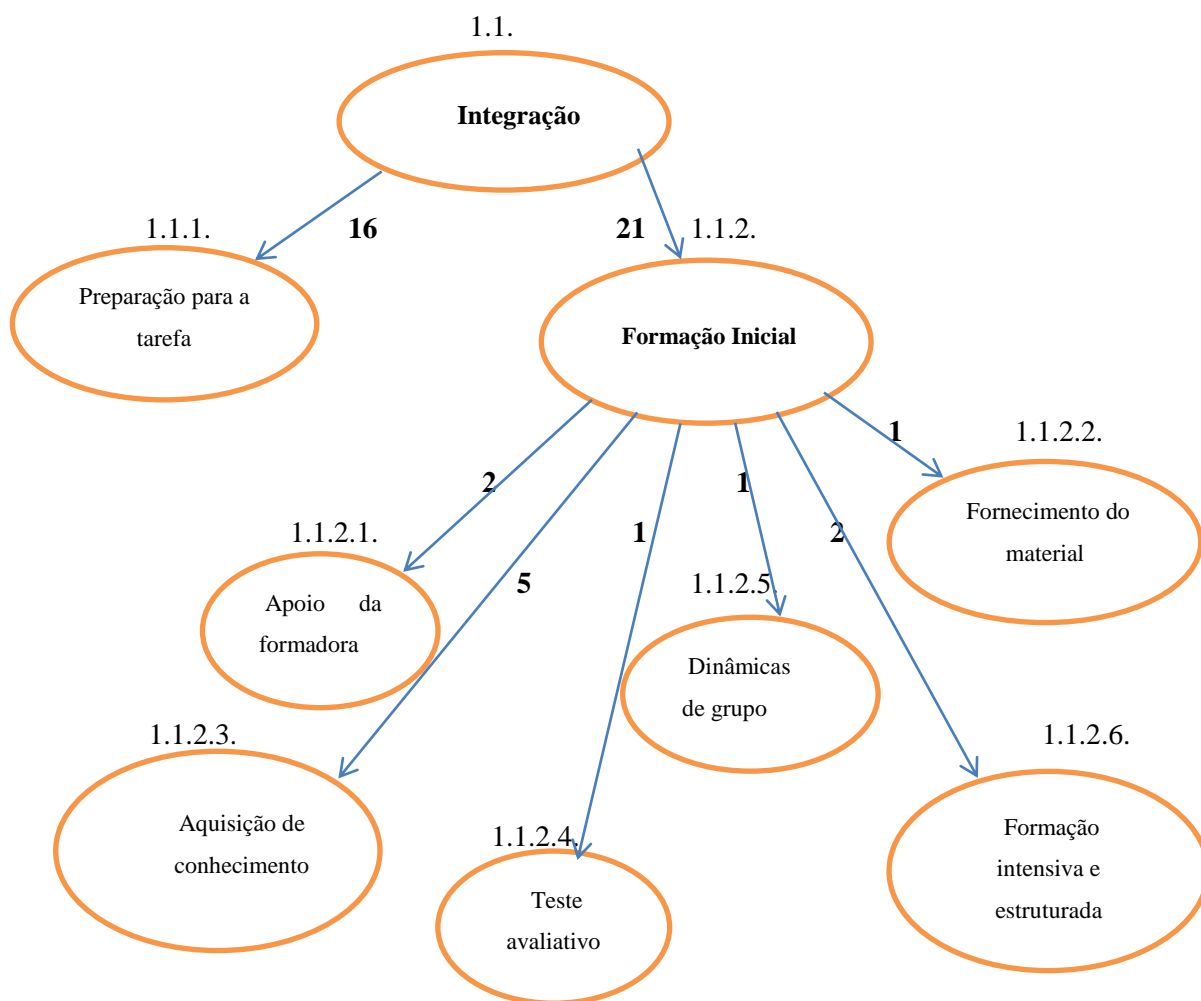 1.1.
Integração
1.1.1.
16
21
1.1.2.
Preparação para a
tarefa
Formação Inicial
1
1.1.2.2.
2
1
Fornecimento do
material
1.1.2.1.
1
2
5
1.1.2.5.
Apoio da
formadora
Dinâmicas
de grupo
1.1.2.3.
1.1.2.6.
Aquisição de
conhecimento
1.1.2.4.
Formação
intensiva e
estruturada
Teste
avaliativo